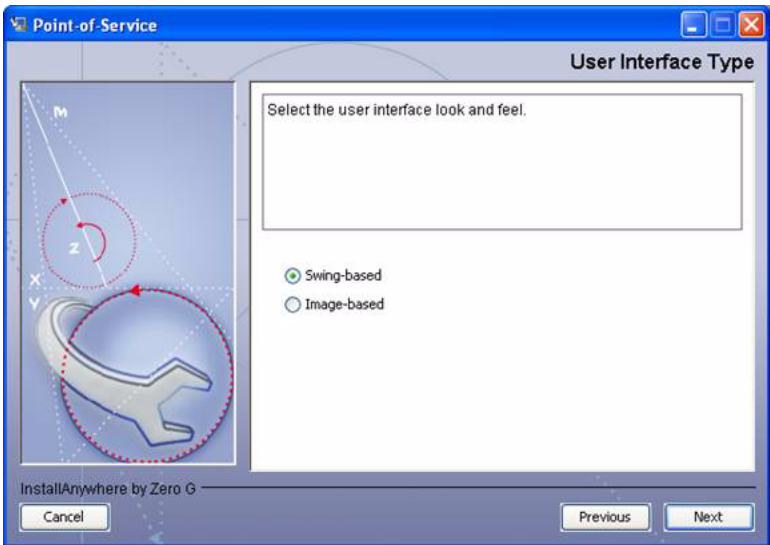 Point-of-Service
User Interface Type
M
Z
X
Y
Select the user interface look and feel.
Swing-based
Image-based
InstallAnywhere by Zero G
Cancel
Previous
Next